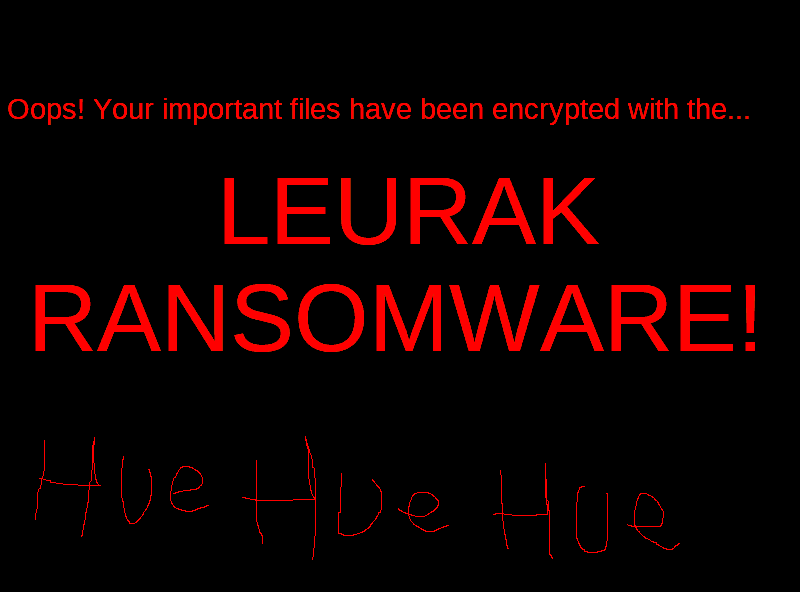 Oops! Your important files have been encrypted with the...
LEURAK
RANSOMWARE!
Hue Hue Hue